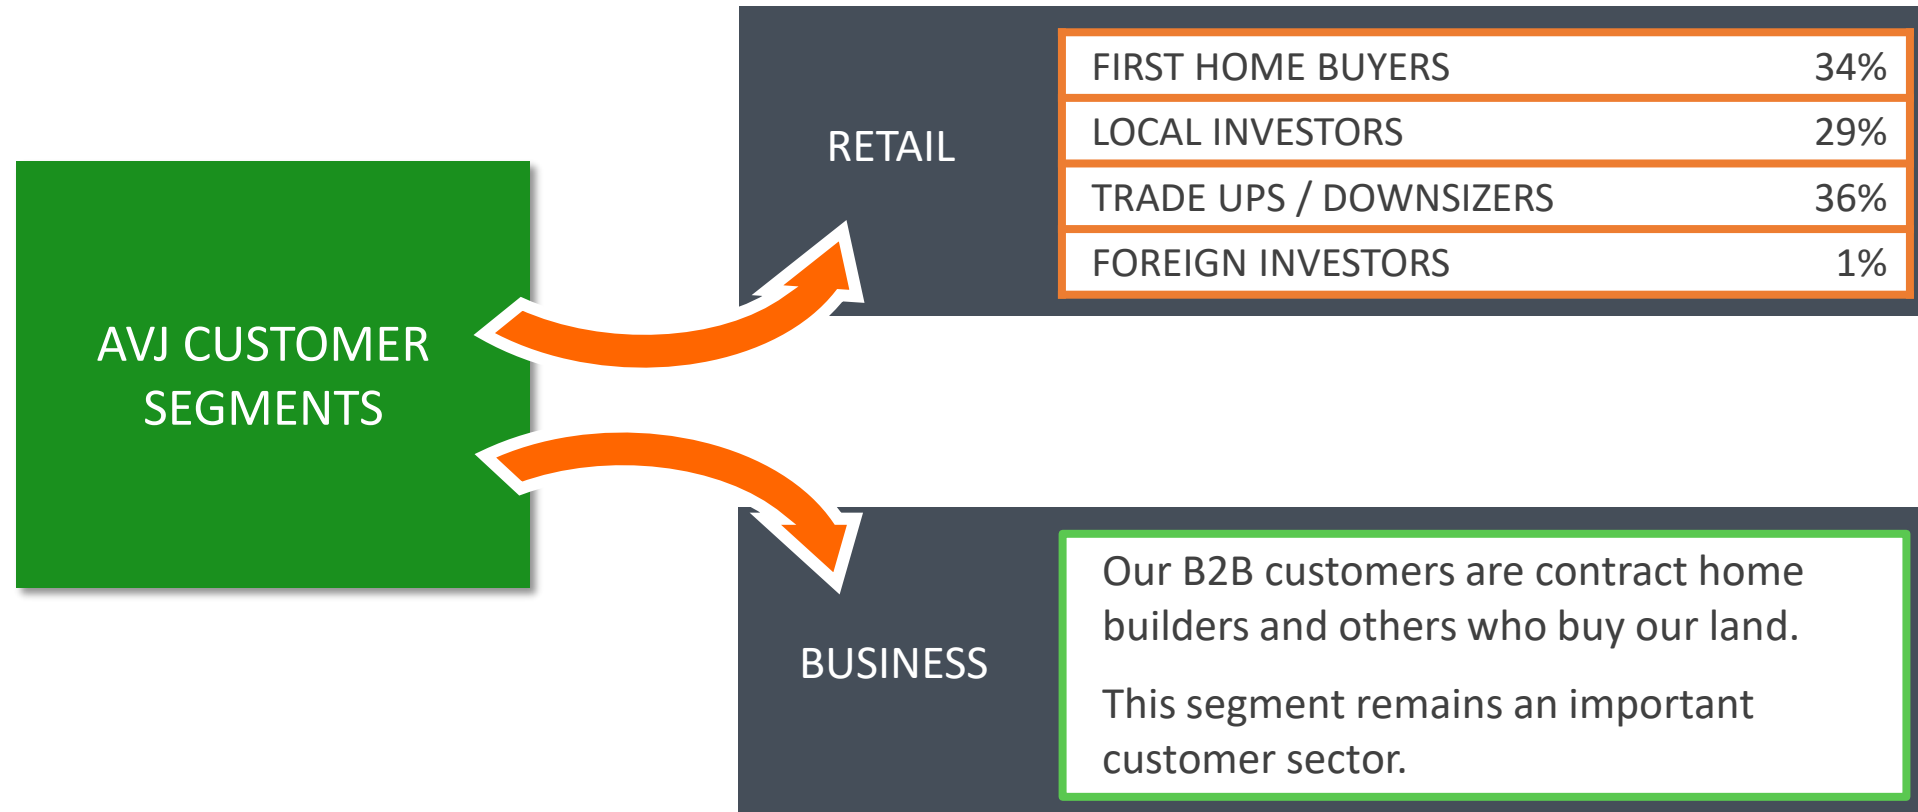 AVJ CUSTOMER
SEGMENTS
RETAIL
FIRST HOME BUYERS 34%
LOCAL INVESTORS 29%
TRADE UPS / DOWNSIZERS 36%
FOREIGN INVESTORS 1%
BUSINESS
Our B2B customers are contract home
builders and others who buy our land.
This segment remains an important
customer sector.